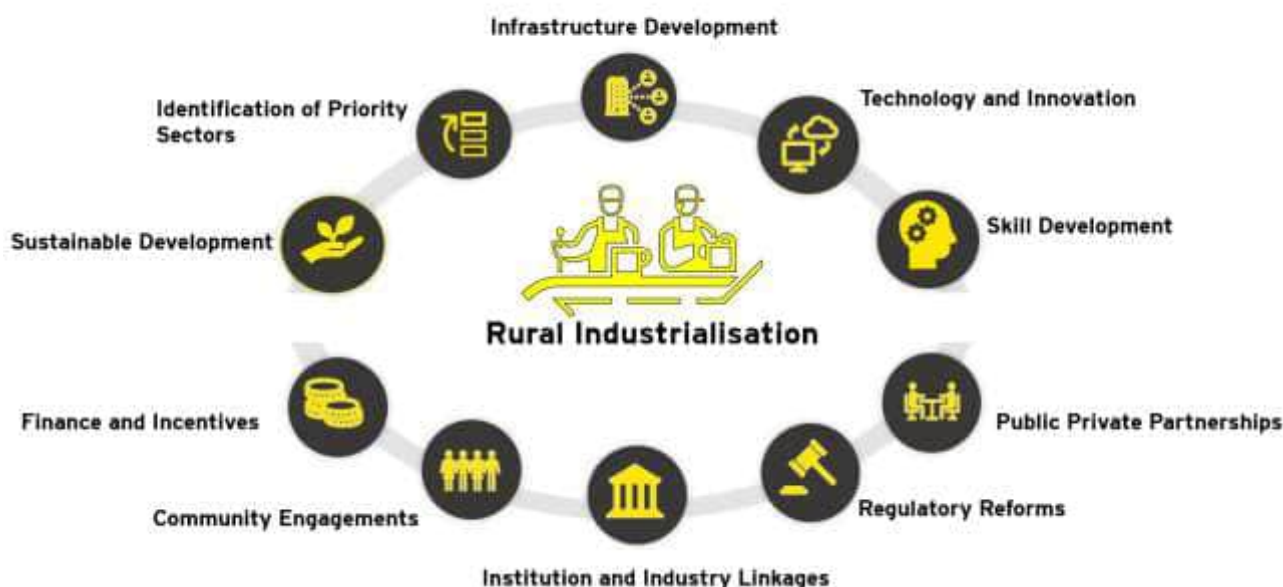 Infrastructure Development
Identification of Priority
Sectors
Technology and Innovation
Sustainable Development
Skill Development
Rural Industrialisation
Finance and Incentives
Public Private Partnerships
Community Engagements
Regulatory Reforms
Institution and Industry Linkages